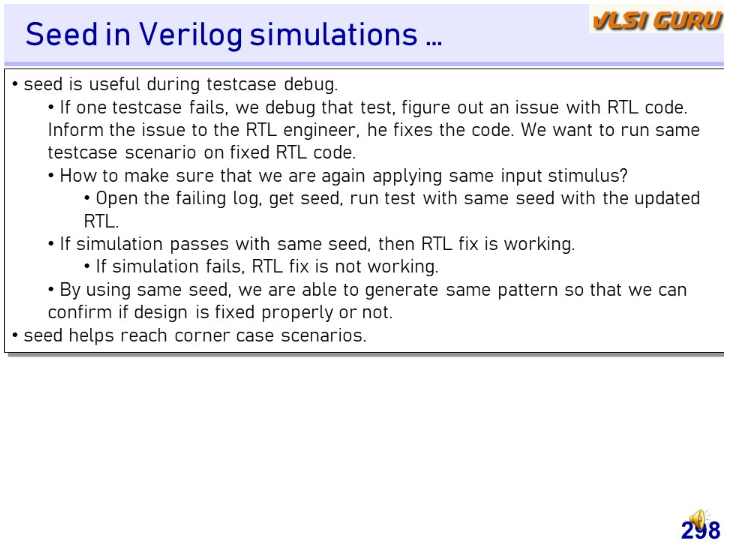 Seed in Verilog simulations …
VLSI GURU
• seed is useful during testcase debug.
• If one testcase fails, we debug that test, figure out an issue with RTL code.
Inform the issue to the RTL engineer, he fixes the code. We want to run same
testcase scenario on fixed RTL code.
• How to make sure that we are again applying same input stimulus?
• Open the failing log, get seed, run test with same seed with the updated
RTL.
• If simulation passes with same seed, then RTL fix is working.
• If simulation fails, RTL fix is not working.
• By using same seed, we are able to generate same pattern so that we can
confirm if design is fixed properly or not.
• seed helps reach corner case scenarios.
298